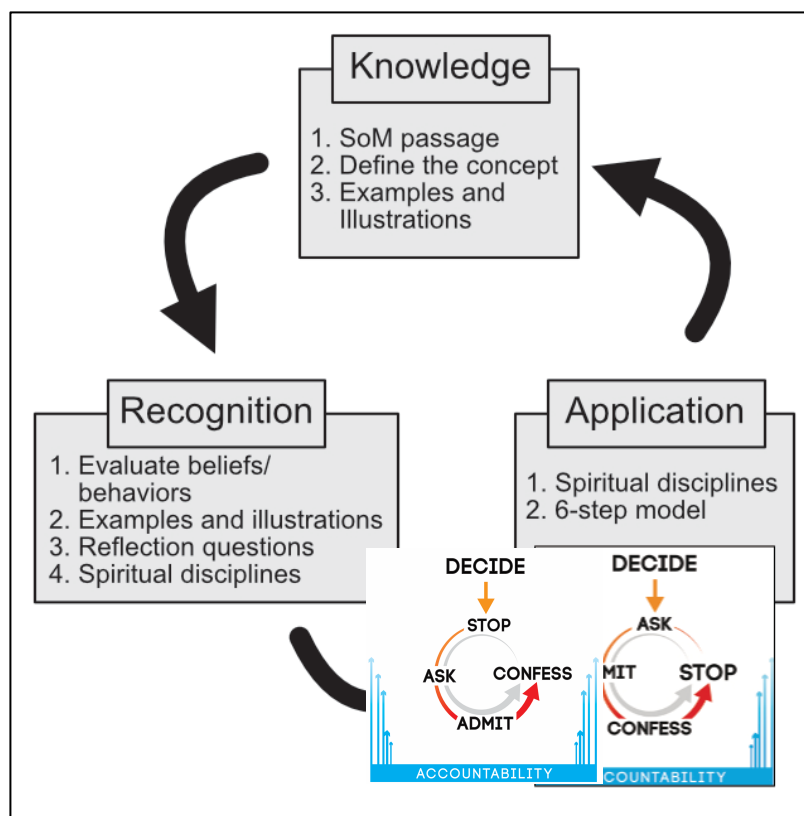 Knowledge
1. SoM passage
2. Define the concept
3. Examples and
Illustrations
Recognition
1. Evaluate beliefs/
behaviors
2. Examples and illustrations
3. Reflection questions
4. Spiritual disciplines
Application
1. Spiritual disciplines
2. 6-step model
DECIDE
STOP
ASK
CONFESS
ADMIT
ACCOUNTABILITY
DECIDE
ASK
MIT
STOP
CONFESS
COUNTABILITY